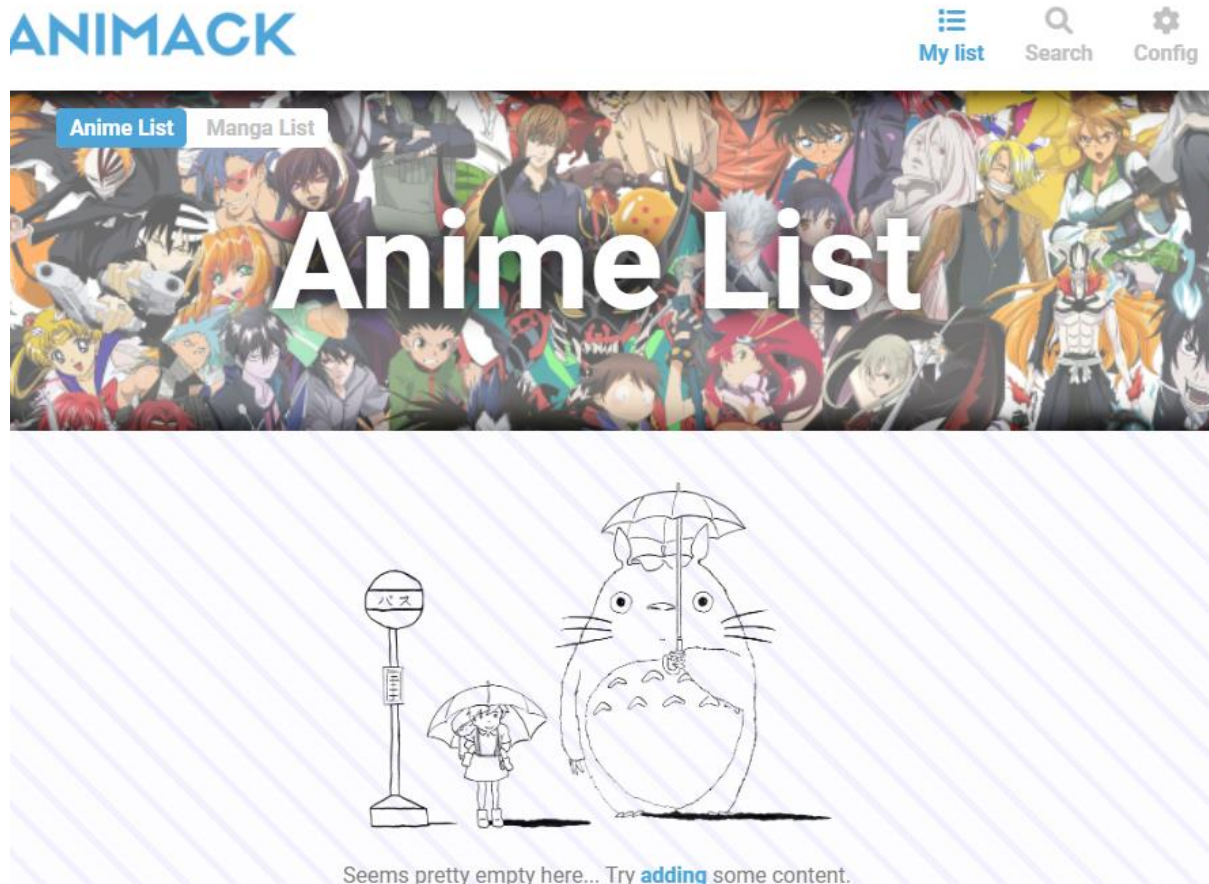 ANIMACK
My list Search Config
Anime List Manga List
Anime List
バス
Seems pretty empty here... Try adding some content.